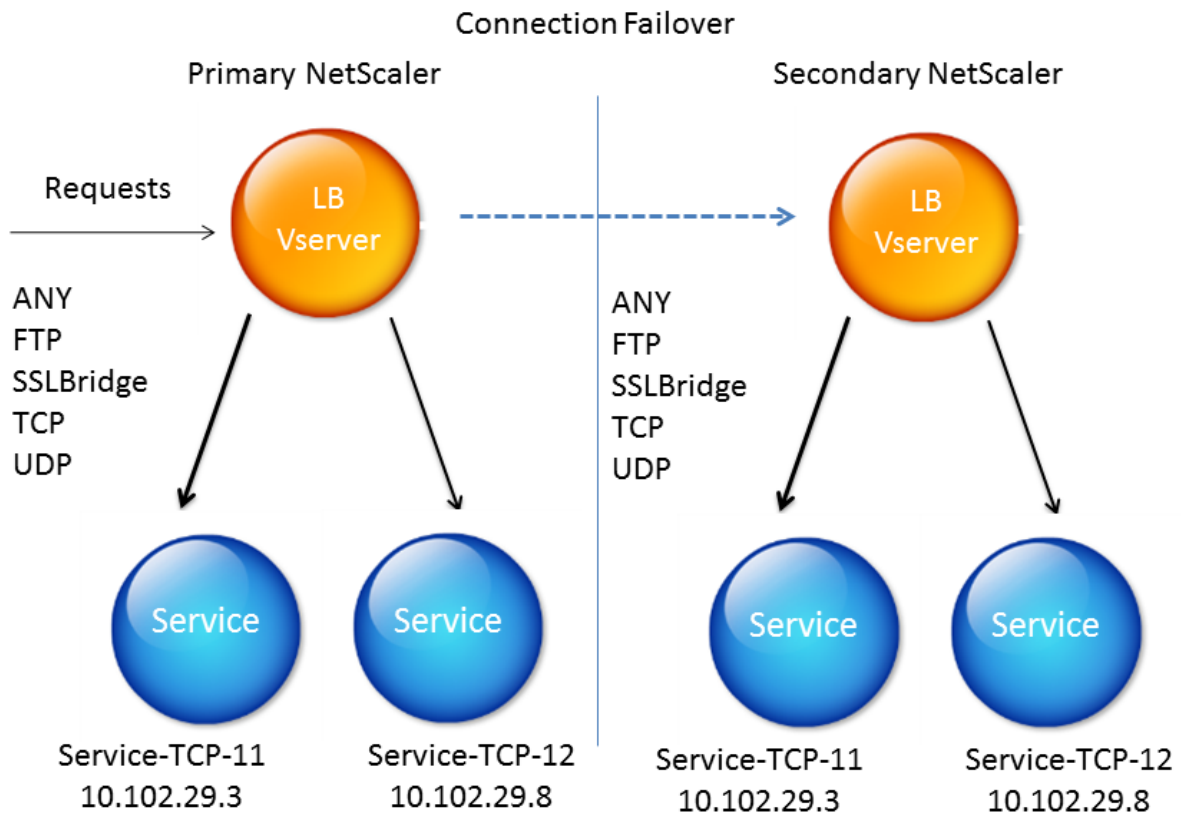 Connection Failover
Primary NetScaler
Secondary NetScaler
Requests
LB
Vserver
LB
Vserver
ANY
FTP
SSLBridge
TCP
UDP
ANY
FTP
SSLBridge
TCP
UDP
Service
Service
Service
Service
Service-TCP-11
10.102.29.3
Service-TCP-12
10.102.29.8
Service-TCP-11
10.102.29.3
Service-TCP-12
10.102.29.8